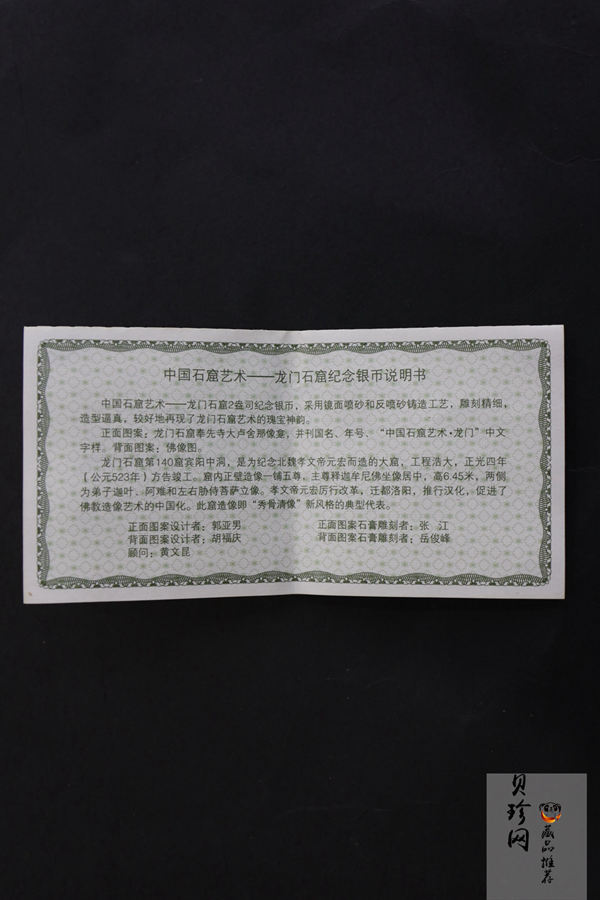 中国石窟艺术——龙门石窟纪念银币说明书
中国石窟艺术——龙门石窟2盎司纪念银币，采用镜面喷砂和反喷砂铸造工艺，雕刻精细，
造型逼真，较好地再现了龙门石窟艺术的瑰宝神韵。
正面图案：龙门石窟奉先寺大卢舍那像龛，并刊国名、年号、“中国石窟艺术·龙门”中文
字样。背面图案：佛像图。
龙门石窟第140窟宾阳中洞，是为纪念北魏孝文帝元宏而造的大窟，工程浩大，正光四年
（公元523年）方告竣工。窟内正壁造像一铺五尊，主尊释迦牟尼佛坐像居中，高6.45米，两侧
为弟子迦叶、阿难和左右胁侍菩萨立像。孝文帝元宏厉行改革，迁都洛阳，推行汉化，促进了
佛教造像艺术的中国化。此窟造像即“秀骨清像”新风格的典型代表。
正面图案设计者：郭亚男 正面图案石膏雕刻者：张 江
背面图案设计者：胡福庆 背面图案石膏雕刻者：岳俊峰
顾问：黄文昆
贝珍网
藏品推荐